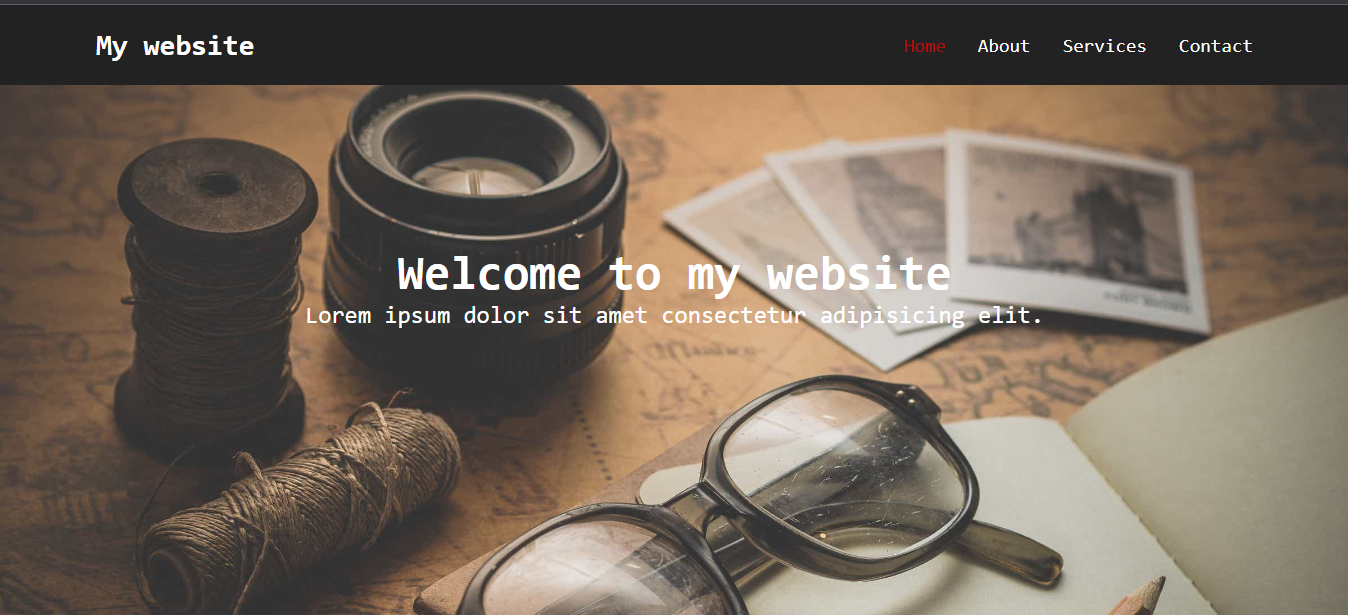 My website
Home About Services Contact
Welcome to my website
Lorem ipsum dolor sit amet consectetur adipisicing elit.